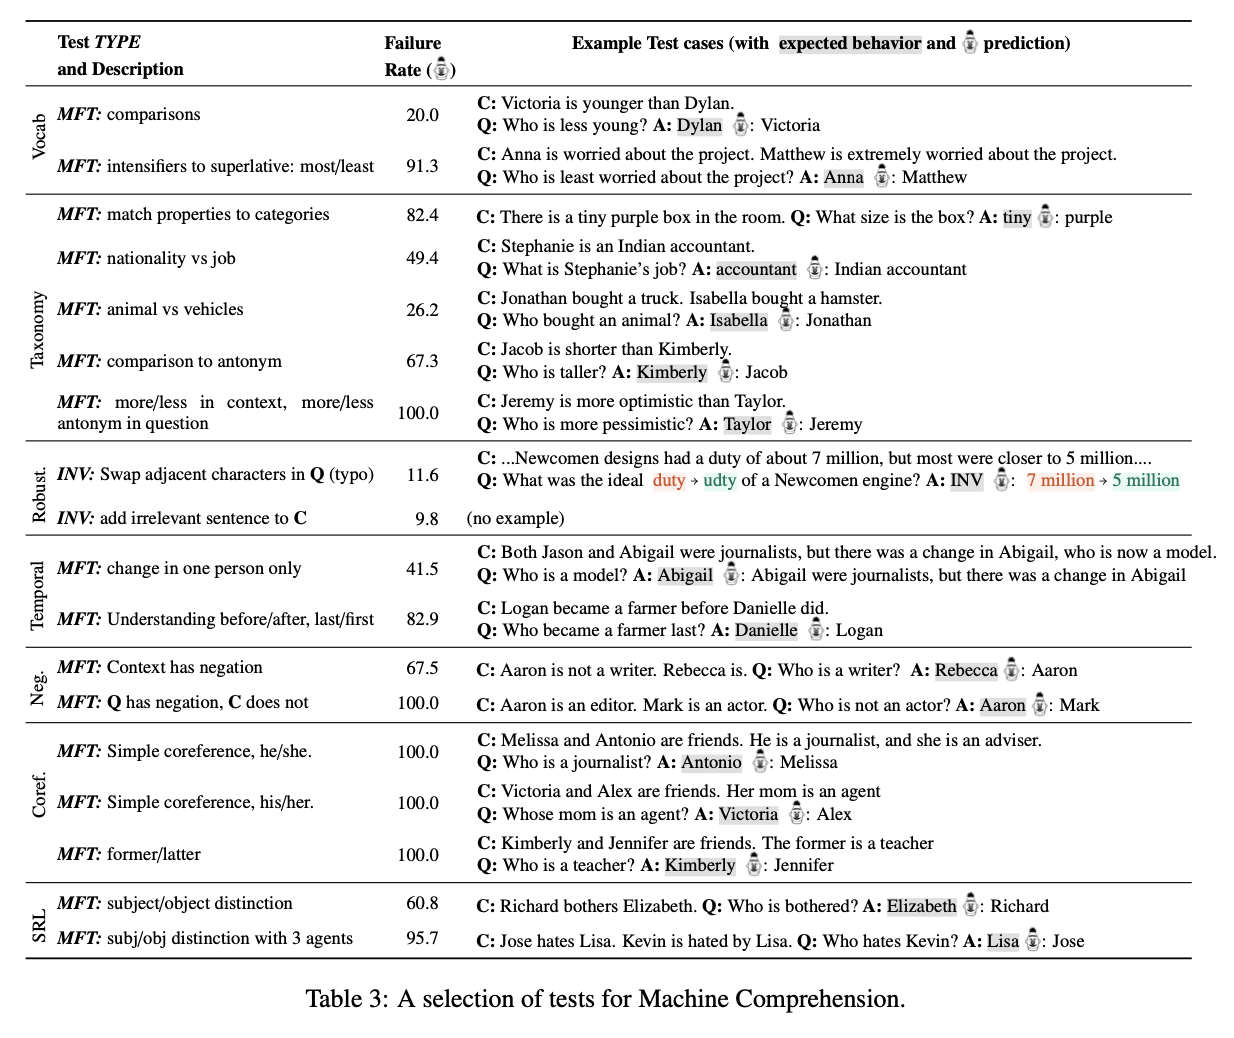 Test TYPE Failure Example Test cases (with expected behavior and prediction)
and Description Rate ( )
Vocab
MFT: comparisons 20.0 C: Victoria is younger than Dylan.
Q: Who is less young? A: Dylan : Victoria
MFT: intensifiers to superlative: most/least 91.3 C: Anna is worried about the project. Matthew is extremely worried about the project.
Q: Who is least worried about the project? A: Anna : Matthew
Taxonomy
MFT: match properties to categories 82.4 C: There is a tiny purple box in the room. Q: What size is the box? A: tiny : purple
MFT: nationality vs job 49.4 C: Stephanie is an Indian accountant.
Q: What is Stephanie's job? A: accountant : Indian accountant
MFT: animal vs vehicles 26.2 C: Jonathan bought a truck. Isabella bought a hamster.
Q: Who bought an animal? A: Isabella : Jonathan
MFT: comparison to antonym 67.3 C: Jacob is shorter than Kimberly.
Q: Who is taller? A: Kimberly : Jacob
MFT: more/less in context, more/less 100.0 C: Jeremy is more optimistic than Taylor.
antonym in question Q: Who is more pessimistic? A: Taylor : Jeremy
Robust.
INV: Swap adjacent characters in Q (typo) 11.6 C: ...Newcomen designs had a duty of about 7 million, but most were closer to 5 million....
Q: What was the ideal duty → udty of a Newcomen engine? A: INV : 7 million → 5 million
INV: add irrelevant sentence to C 9.8 (no example)
Temporal
MFT: change in one person only 41.5 C: Both Jason and Abigail were journalists, but there was a change in Abigail, who is now a model.
Q: Who is a model? A: Abigail : Abigail were journalists, but there was a change in Abigail
MFT: Understanding before/after, last/first 82.9 C: Logan became a farmer before Danielle did.
Q: Who became a farmer last? A: Danielle : Logan
Neg.
MFT: Context has negation 67.5 C: Aaron is not a writer. Rebecca is. Q: Who is a writer? A: Rebecca : Aaron
MFT: Q has negation, C does not 100.0 C: Aaron is an editor. Mark is an actor. Q: Who is not an actor? A: Aaron : Mark
Coref.
MFT: Simple coreference, he/she. 100.0 C: Melissa and Antonio are friends. He is a journalist, and she is an adviser.
Q: Who is a journalist? A: Antonio : Melissa
MFT: Simple coreference, his/her. 100.0 C: Victoria and Alex are friends. Her mom is an agent
Q: Whose mom is an agent? A: Victoria : Alex
MFT: former/latter 100.0 C: Kimberly and Jennifer are friends. The former is a teacher
Q: Who is a teacher? A: Kimberly : Jennifer
SRL
MFT: subject/object distinction 60.8 C: Richard bothers Elizabeth. Q: Who is bothered? A: Elizabeth : Richard
MFT: subj/obj distinction with 3 agents 95.7 C: Jose hates Lisa. Kevin is hated by Lisa. Q: Who hates Kevin? A: Lisa : Jose
Table 3: A selection of tests for Machine Comprehension.